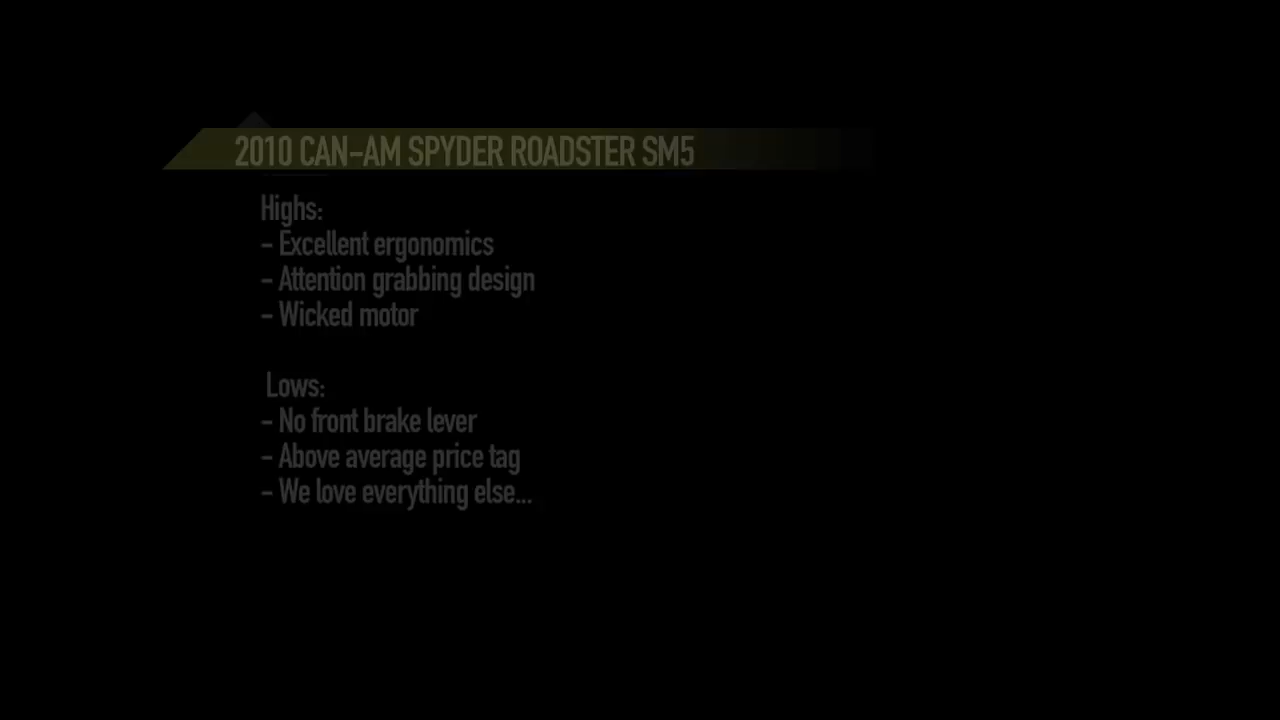 2010 CAN-AM SPYDER ROADSTER SM5
Highs:
- Excellent ergonomics
- Attention grabbing design
- Wicked motor
Lows:
- No front brake lever
- Above average price tag
- We love everything else...